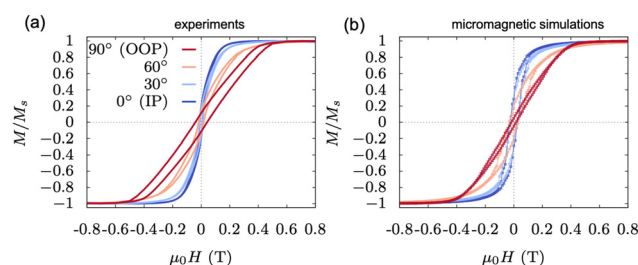 (a) experiments
90° (OOP)
60°
30°
0° (IP)
1
0.8
0.6
0.4
0.2
0
−0.2
−0.4
−0.6
−0.8
−1
M/Ms
-0.8 -0.6 -0.4 -0.2 0 0.2 0.4 0.6 0.8
μ0H (T)
(b) micromagnetic simulations
1
0.8
0.6
0.4
0.2
0
−0.2
−0.4
−0.6
−0.8
−1
M/Ms
-0.8 -0.6 -0.4 -0.2 0 0.2 0.4 0.6 0.8
μ0H (T)